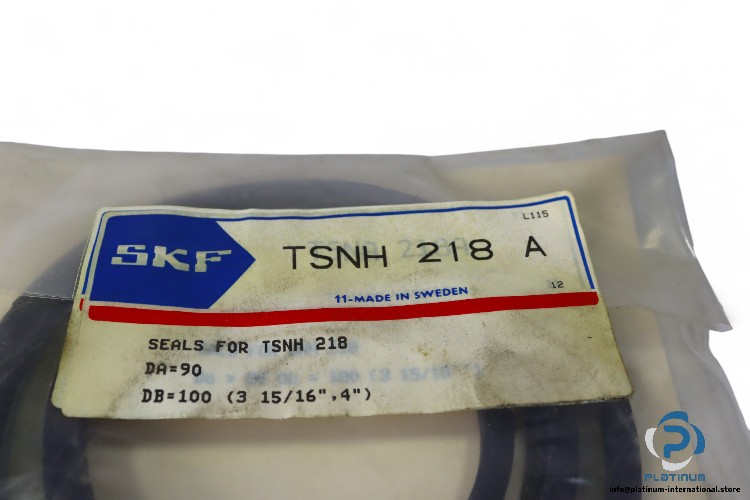 L115
SKF TSNH 218 A
11-MADE IN SWEDEN 12
SEALS FOR TSNH 218
DA=90
DB=100 (3 15/16",4")
PLATINUM
info@platinum-international.store